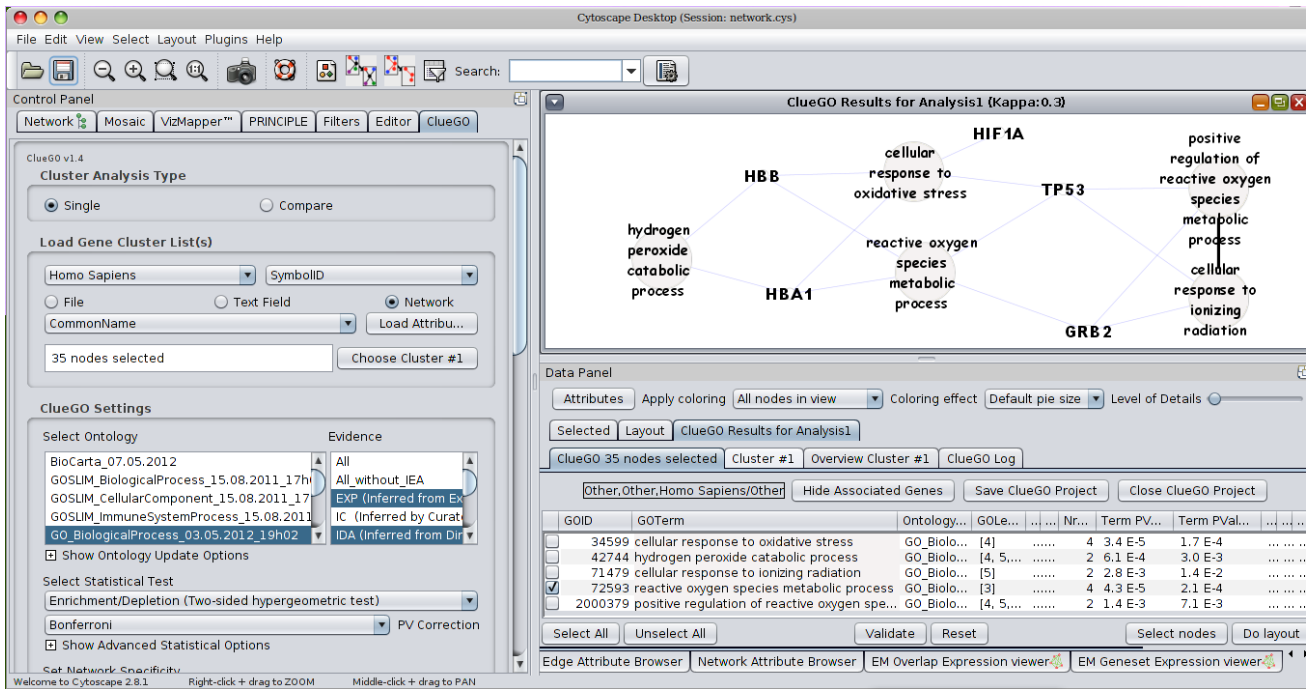 Cytoscape Desktop (Session: network.cys)
File Edit View Select Layout Plugins Help
Search:
Control Panel
Network Mosaic VizMapper™ PRINCIPLE Filters Editor ClueGO
ClueGO v1.4
Cluster Analysis Type
Single Compare
Load Gene Cluster List(s)
Homo Sapiens SymbolID
File Text Field Network
CommonName Load Attribu...
35 nodes selected Choose Cluster #1
ClueGO Settings
Select Ontology Evidence
BioCarta_07.05.2012 All
GOSLIM_BiologicalProcess_15.08.2011_17h All_without_IEA
GOSLIM_CellularComponent_15.08.2011_17 EXP (Inferred from Ex
GOSLIM_ImmuneSystemProcess_15.08.2011 IC (Inferred by Curat
GO_BiologicalProcess_03.05.2012_19h02 IDA (Inferred from Dir
Show Ontology Update Options
Select Statistical Test
Enrichment/Depletion (Two-sided hypergeometric test)
Bonferroni PV Correction
Show Advanced Statistical Options
Set Network Specificity
Welcome to Cytoscape 2.8.1 Right-click + drag to ZOOM Middle-click + drag to PAN
ClueGO Results for Analysis1 (Kappa:0.3)
HIF1A
cellular
response to
oxidative stress
positive
regulation of
reactive oxygen
species
metabolic
process
HBB
TP53
hydrogen
peroxide
catabolic
process
reactive oxygen
species
metabolic
process
cellular
response to
ionizing
radiation
HBA1
GRB2
Data Panel
Attributes Apply coloring All nodes in view Coloring effect Default pie size Level of Details
Selected Layout ClueGO Results for Analysis1
ClueGO 35 nodes selected Cluster #1 Overview Cluster #1 ClueGO Log
Other,Other,Homo Sapiens/Other Hide Associated Genes Save ClueGO Project Close ClueGO Project
GOID GOTerm Ontology... GOLe... ... ... Nr... Term PV... Term PVal... ... ... ...
34599 cellular response to oxidative stress GO_Biolo... [4] ...... 4 3.4 E-5 1.7 E-4 ... ... ...
42744 hydrogen peroxide catabolic process GO_Biolo... [4, 5,... ...... 2 6.1 E-4 3.0 E-3 ... ... ...
71479 cellular response to ionizing radiation GO_Biolo... [5] ...... 2 2.8 E-3 1.4 E-2 ... ... ...
72593 reactive oxygen species metabolic process GO_Biolo... [3] ...... 4 4.3 E-5 2.1 E-4 ... ... ...
2000379 positive regulation of reactive oxygen spe... GO_Biolo... [4, 5,... ...... 2 1.4 E-3 7.1 E-3 ... ... ...
Select All Unselect All Validate Reset Select nodes Do layout
Edge Attribute Browser Network Attribute Browser EM Overlap Expression viewer EM Geneset Expression viewer